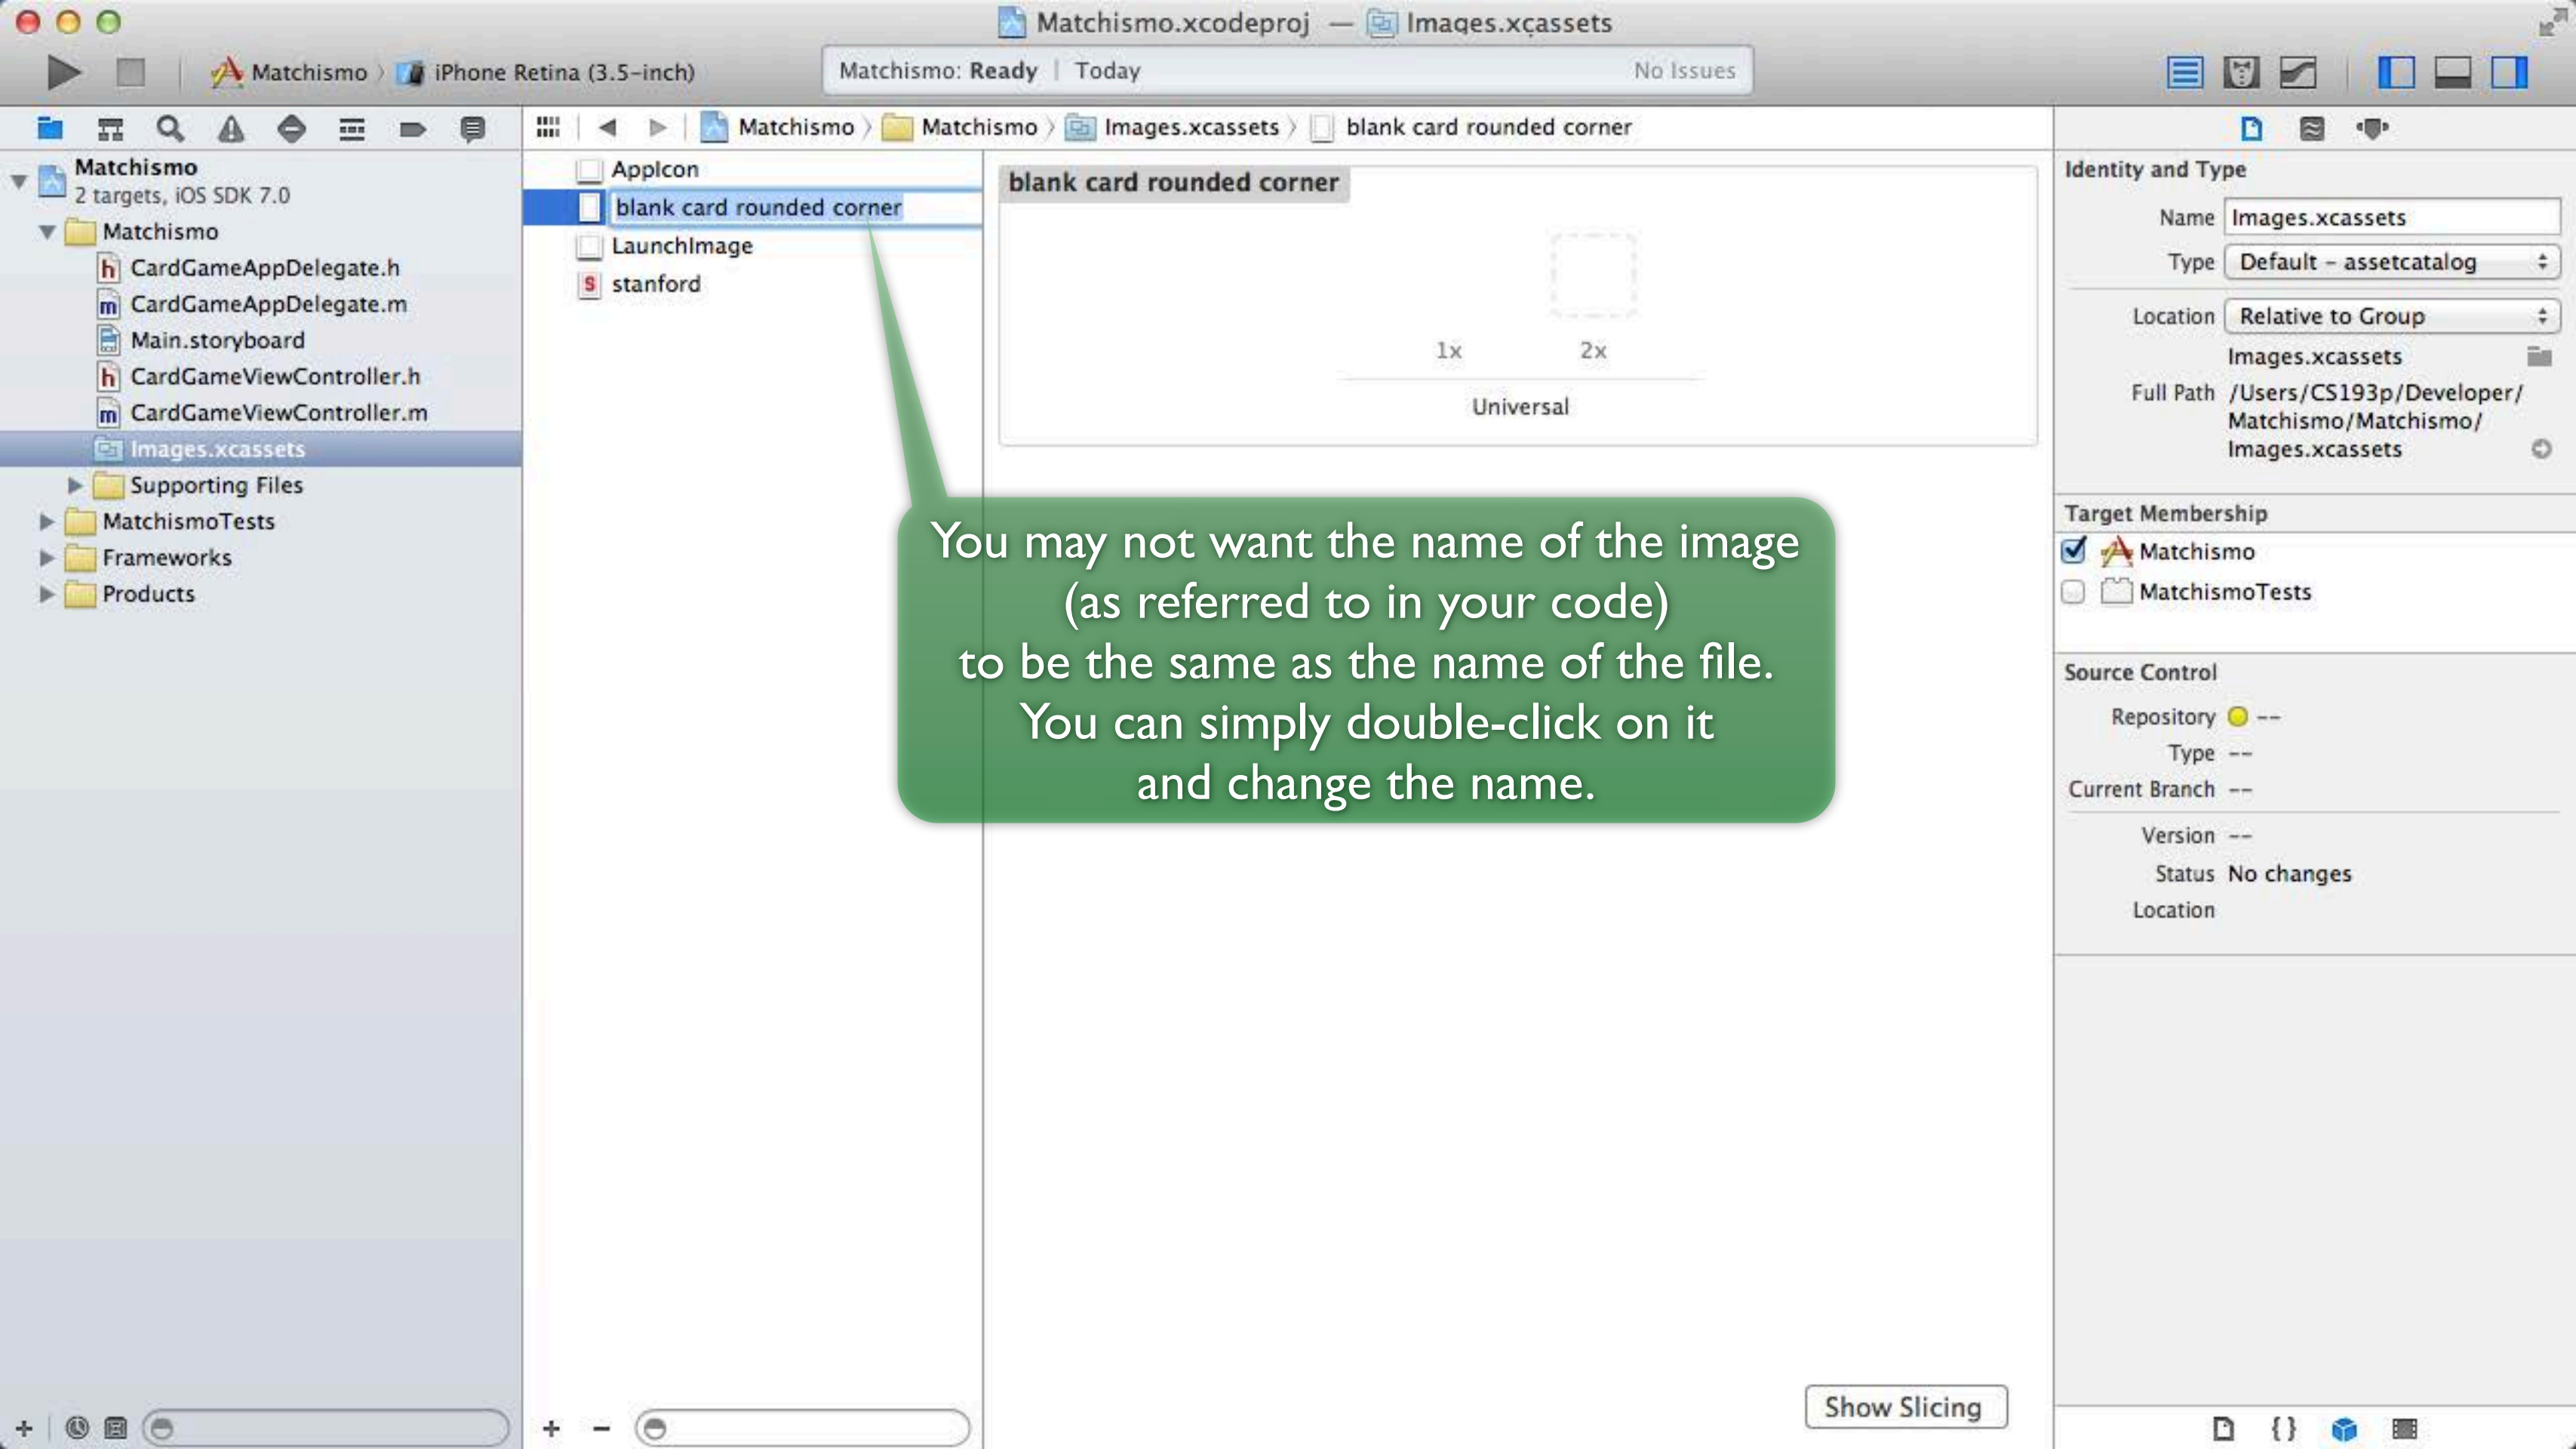 Matchismo.xcodeproj — Images.xcassets
Matchismo
iPhone Retina (3.5-inch)
Matchismo: Ready | Today
No Issues
Matchismo
2 targets, iOS SDK 7.0
Matchismo
CardGameAppDelegate.h
CardGameAppDelegate.m
Main.storyboard
CardGameViewController.h
CardGameViewController.m
Images.xcassets
Supporting Files
MatchismoTests
Frameworks
Products
Matchismo
Matchismo
Images.xcassets
blank card rounded corner
AppIcon
blank card rounded corner
LaunchImage
stanford
blank card rounded corner
1x
2x
Universal
You may not want the name of the image
(as referred to in your code)
to be the same as the name of the file.
You can simply double-click on it
and change the name.
Show Slicing
Identity and Type
Name Images.xcassets
Type Default - assetcatalog
Location Relative to Group
Images.xcassets
Full Path /Users/CS193p/Developer/
Matchismo/Matchismo/
Images.xcassets
Target Membership
Matchismo
MatchismoTests
Source Control
Repository --
Type --
Current Branch --
Version --
Status No changes
Location